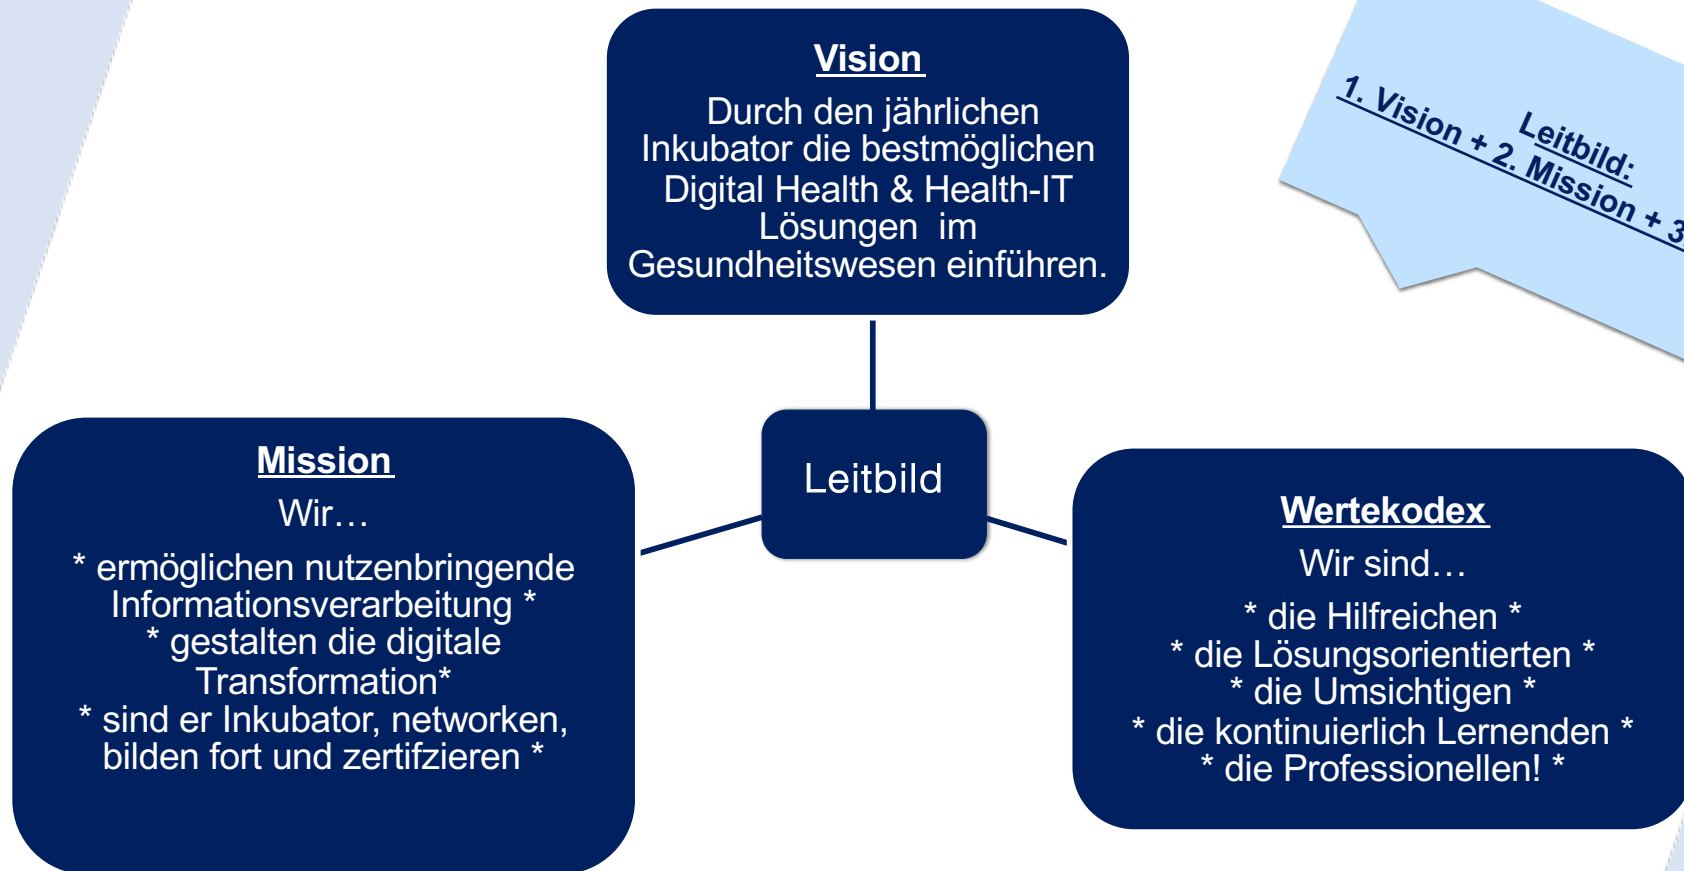 Vision
Durch den jährlichen
Inkubator die bestmöglichen
Digital Health & Health-IT
Lösungen im
Gesundheitswesen einführen.
Leitbild:
1. Vision + 2. Mission + 3.
Leitbild
Mission
Wir…
* ermöglichen nutzenbringende
Informationsverarbeitung *
* gestalten die digitale
Transformation*
* sind er Inkubator, networken,
bilden fort und zertifzieren *
Wertekodex
Wir sind…
* die Hilfreichen *
* die Lösungsorientierten *
* die Umsichtigen *
* die kontinuierlich Lernenden *
* die Professionellen! *